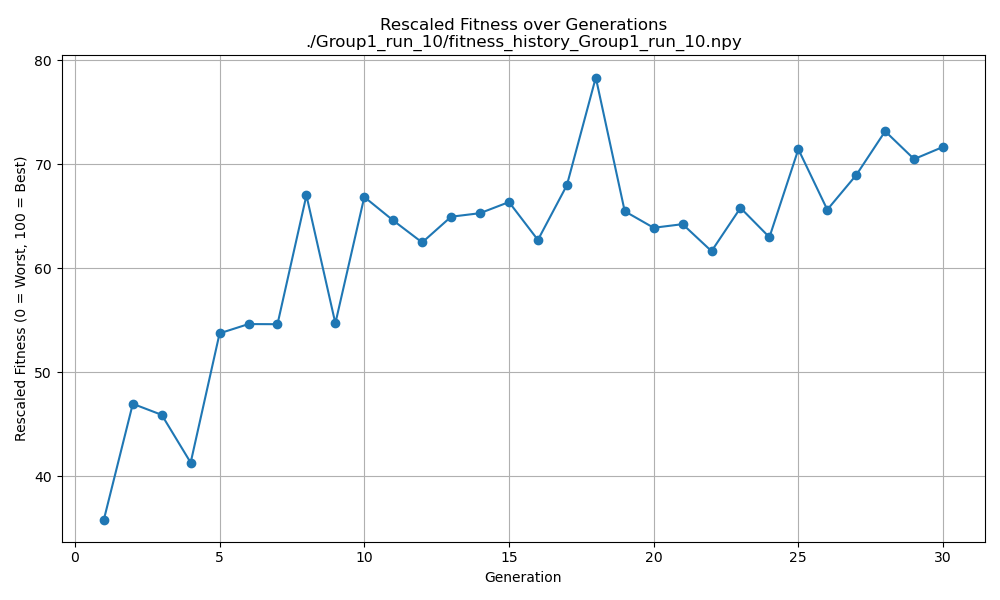 Rescaled Fitness over Generations
./Group1_run_10/fitness_history_Group1_run_10.npy
Rescaled Fitness (0 = Worst, 100 = Best)
80
70
60
50
40
0 5 10 15 20 25 30
Generation